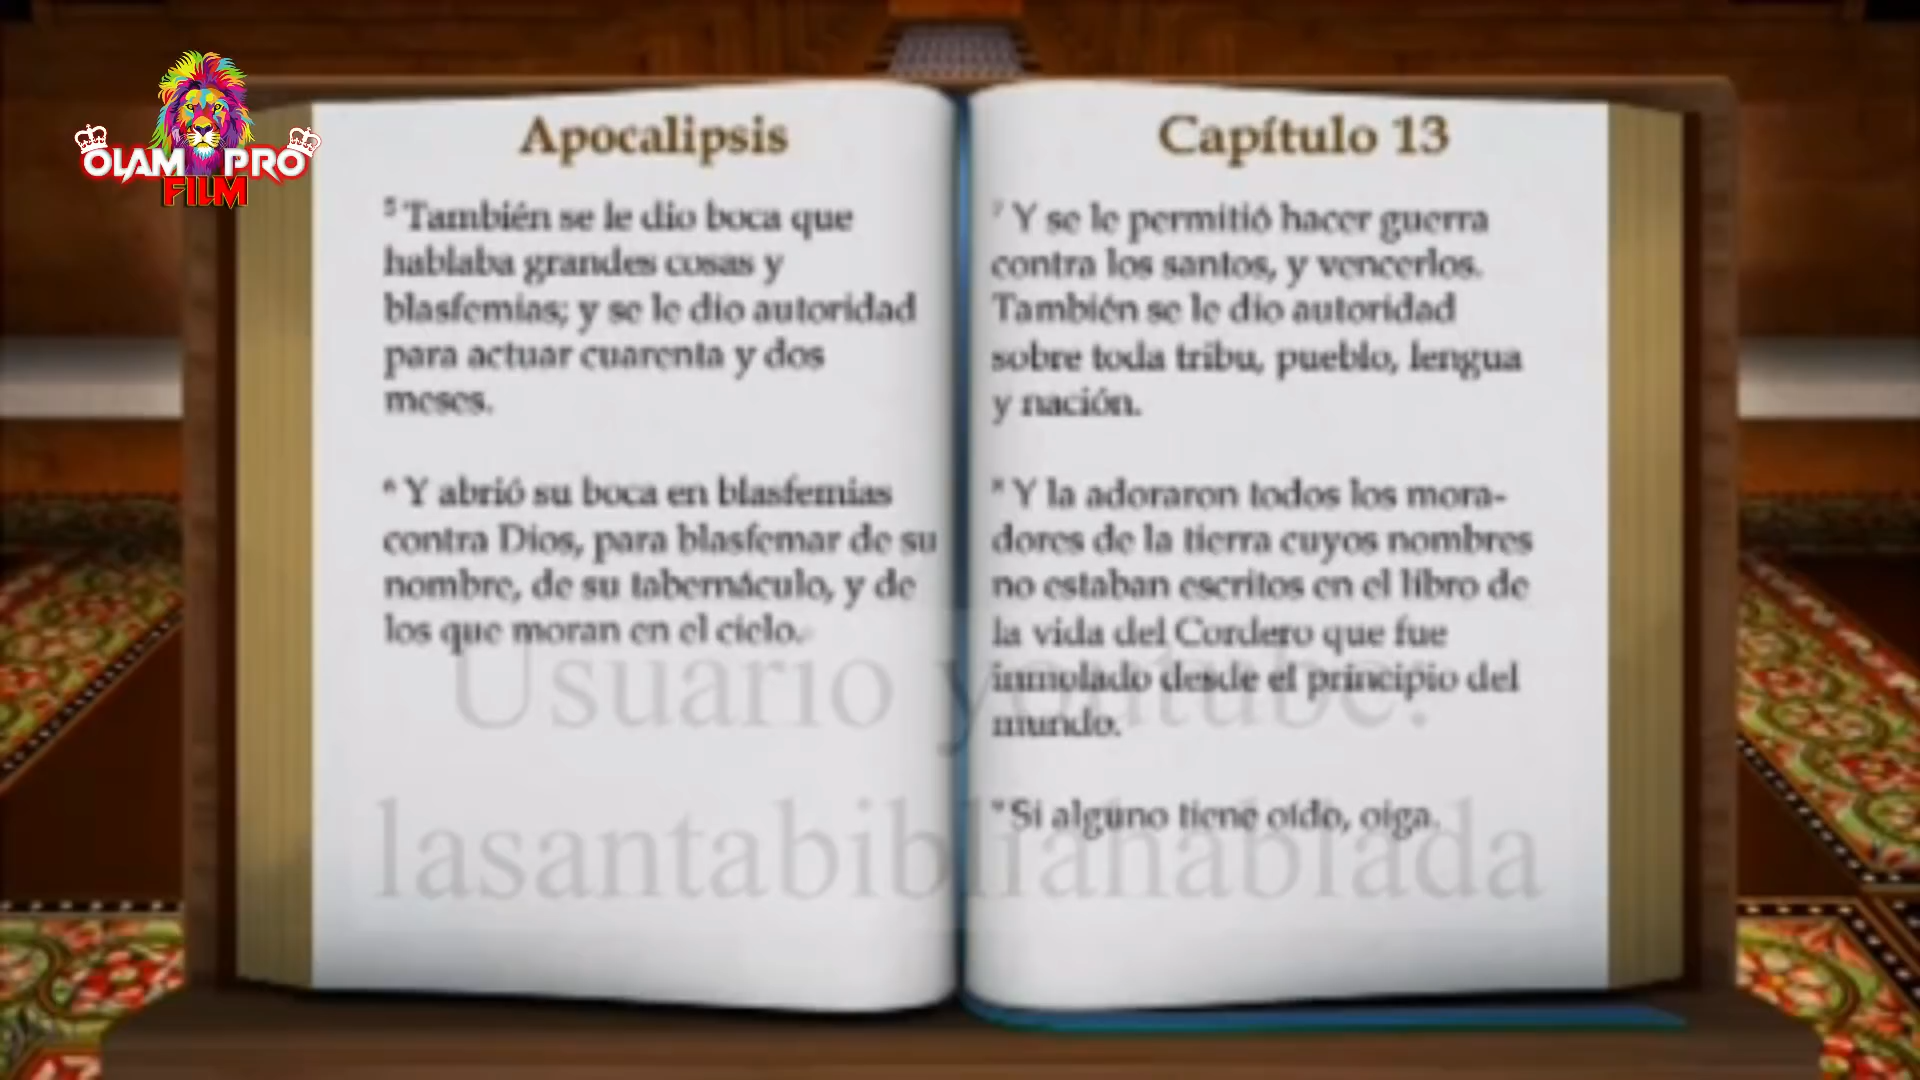 OLAM PRO
FILM
Apocalipsis
5 También se le dio boca que
hablaba grandes cosas y
blasfemias; y se le dio autoridad
para actuar cuarenta y dos
meses.
6 Y abrió su boca en blasfemias
contra Dios, para blasfemar de su
nombre, de su tabernáculo, y de
los que moran en el cielo.
Capítulo 13
7 Y se le permitió hacer guerra
contra los santos, y vencerlos.
También se le dio autoridad
sobre toda tribu, pueblo, lengua
y nación.
8 Y la adoraron todos los mora-
dores de la tierra cuyos nombres
no estaban escritos en el libro de
la vida del Cordero que fue
inmolado desde el principio del
mundo.
9 Si alguno tiene oído, oiga.
Usuario youtube:
lasantabibliahablada